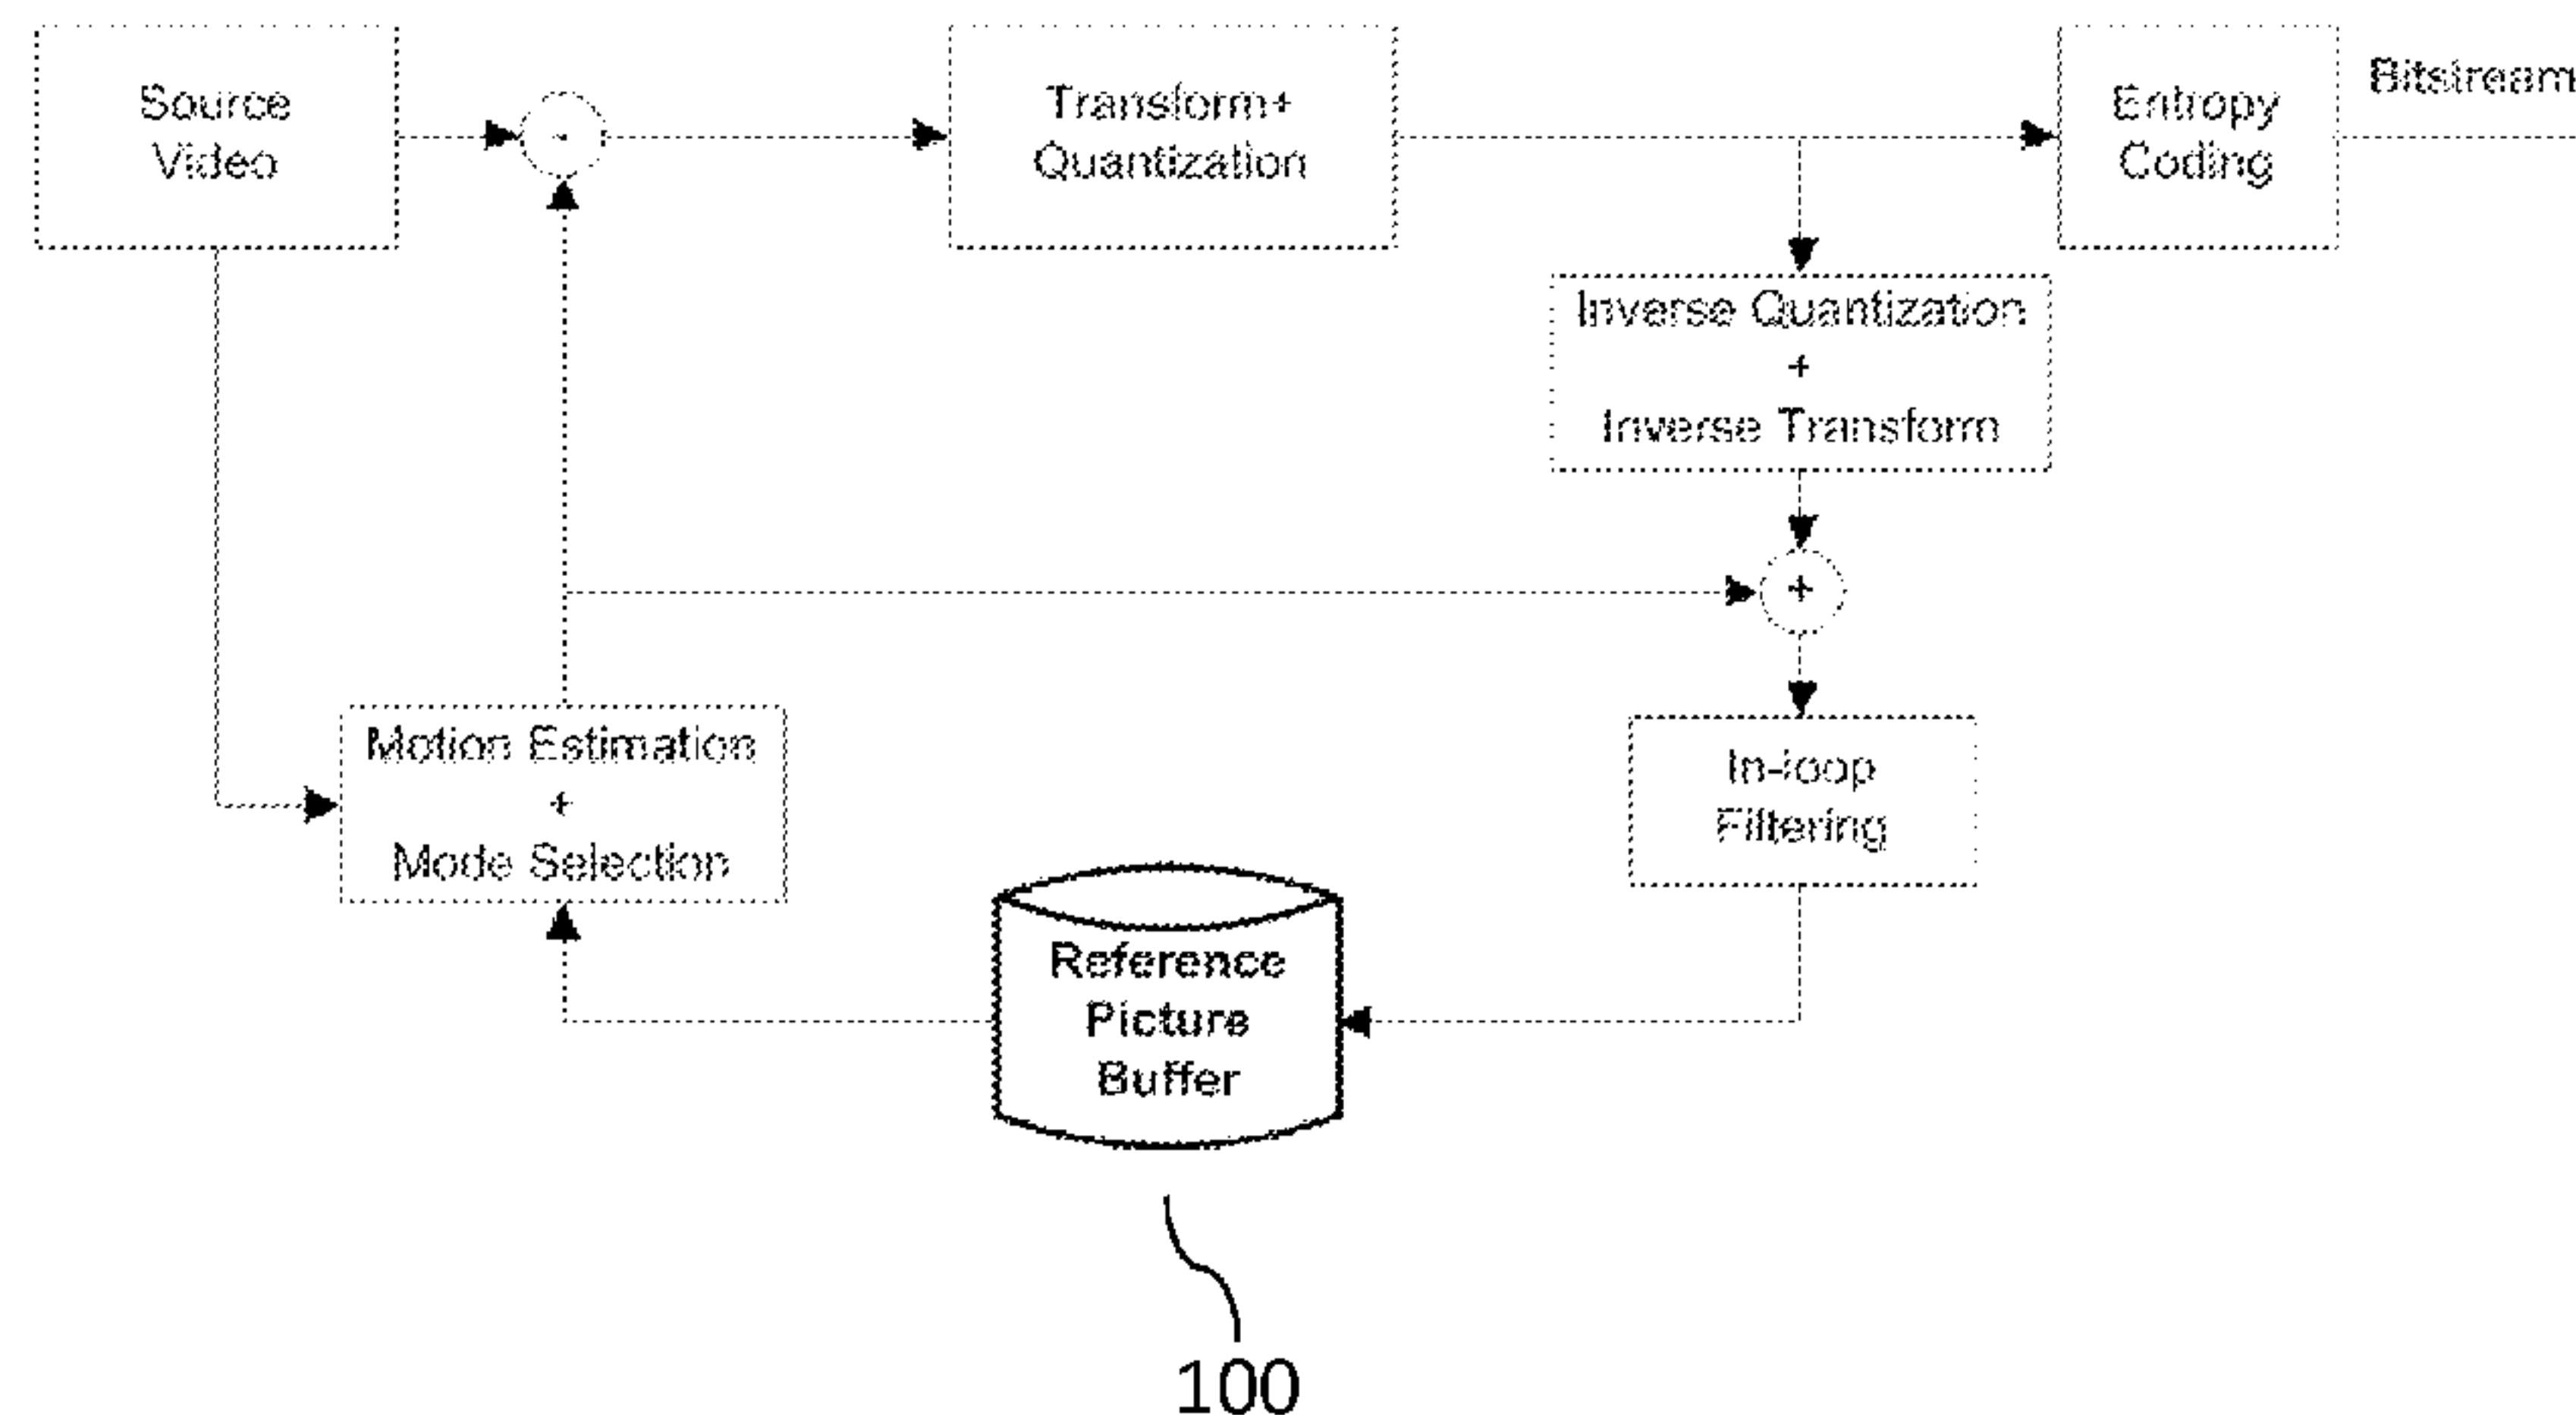 Source
Video
-
Transform+
Quantization
Entropy
Coding
Bitstream
Inverse Quantization
+
Inverse Transform
+
Motion Estimation
+
Mode Selection
In-loop
Filtering
Reference
Picture
Buffer
100